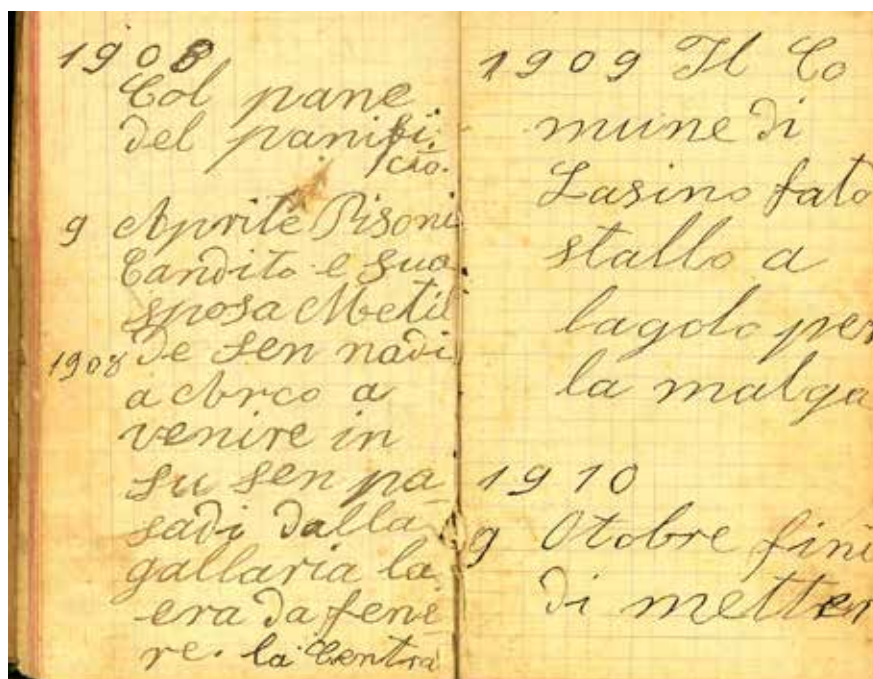 1908
Col pane
del panifi
cio.
9 Aprile Pisoni
Candito e sua
sposa Metil
1908 de sen nadi
a Arco a
venire in
su sen pa
sadi dalla
gallaria la
era da fene
re. la Centra
1909 Il Co
mune di
Lasino fato
stallo a
lagolo per
la malga
1910
9 Otobre fini
di metter